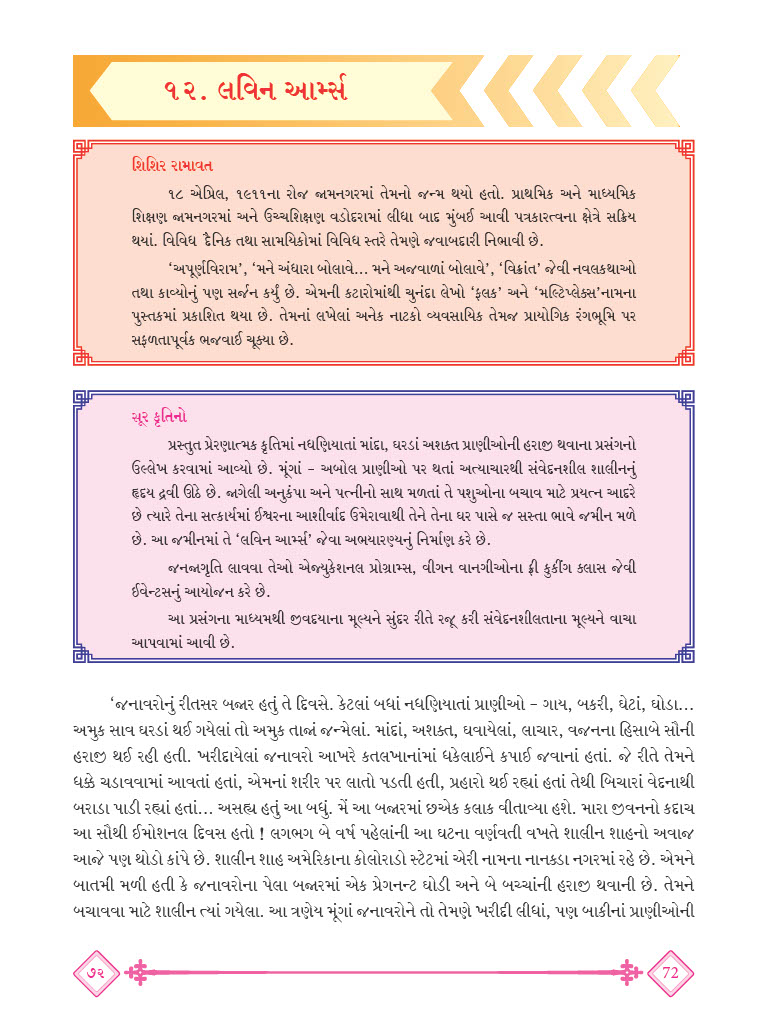 ૧૨. લવિન આર્મ્સ
શિશિર રામાવત
૧૮ એપ્રિલ, ૧૯૧૧ના રોજ જામનગરમાં તેમનો જન્મ થયો હતો. પ્રાથમિક અને માધ્યમિક
શિક્ષણ જામનગરમાં અને ઉચ્ચશિક્ષણ વડોદરામાં લીધા બાદ મુંબઈ આવી પત્રકારત્વના ક્ષેત્રે સક્રિય
થયાં. વિવિધ દૈનિક તથા સામયિકોમાં વિવિધ સ્તરે તેમણે જવાબદારી નિભાવી છે.
‘અપૂર્ણવિરામ’, ‘મને અંધારા બોલાવે... મને અજવાળાં બોલાવે’, ‘વિક્રાંત’ જેવી નવલકથાઓ
તથા કાવ્યોનું પણ સર્જન કર્યું છે. એમની કટારોમાંથી ચુનંદા લેખો ‘ફલક’ અને ‘મલ્ટિપ્લેક્સ’નામના
પુસ્તકમાં પ્રકાશિત થયા છે. તેમનાં લખેલાં અનેક નાટકો વ્યવસાયિક તેમજ પ્રાયોગિક રંગભૂમિ પર
સફળતાપૂર્વક ભજવાઈ ચૂક્યા છે.
સૂર કૃતિનો
પ્રસ્તુત પ્રેરણાત્મક કૃતિમાં નધણિયાતાં માંદા, ઘરડાં અશક્ત પ્રાણીઓની હરાજી થવાના પ્રસંગનો
ઉલ્લેખ કરવામાં આવ્યો છે. મૂંગાં - અબોલ પ્રાણીઓ પર થતાં અત્યાચારથી સંવેદનશીલ શાલીનનું
હૃદય દ્રવી ઊઠે છે. જાગેલી અનુકંપા અને પત્નીનો સાથ મળતાં તે પશુઓના બચાવ માટે પ્રયત્ન આદરે
છે ત્યારે તેના સત્કાર્યમાં ઈશ્વરના આશીર્વાદ ઉમેરાવાથી તેને તેના ઘર પાસે જ સસ્તા ભાવે જમીન મળે
છે. આ જમીનમાં તે ‘લવિન આર્મ્સ’ જેવા અભયારણ્યનું નિર્માણ કરે છે.
જનજાગૃતિ લાવવા તેઓ એજ્યુકેશનલ પ્રોગ્રામ્સ, વીગન વાનગીઓના ફ્રી કુકીંગ ક્લાસ જેવી
ઈવેન્ટસનું આયોજન કરે છે.
આ પ્રસંગના માધ્યમથી જીવદયાના મૂલ્યને સુંદર રીતે રજૂ કરી સંવેદનશીલતાના મૂલ્યને વાચા
આપવામાં આવી છે.
‘જનાવરોનું રીતસર બજાર હતું તે દિવસે. કેટલાં બધાં નધણિયાતાં પ્રાણીઓ - ગાય, બકરી, ઘેટાં, ઘોડા...
અમુક સાવ ઘરડાં થઈ ગયેલાં તો અમુક તાજાં જન્મેલાં. માંદાં, અશક્ત, ઘવાયેલાં, લાચાર, વજનના હિસાબે સૌની
હરાજી થઈ રહી હતી. ખરીદાયેલાં જનાવરો આખરે કતલખાનાંમાં ધકેલાઈને કપાઈ જવાનાં હતાં. જે રીતે તેમને
ધક્કે ચડાવવામાં આવતાં હતાં, એમનાં શરીર પર લાતો પડતી હતી, પ્રહારો થઈ રહ્યાં હતાં તેથી બિચારાં વેદનાથી
બરાડા પાડી રહ્યાં હતાં... અસહ્ય હતું આ બધું. મેં આ બજારમાં છએક કલાક વીતાવ્યા હશે. મારા જીવનનો કદાચ
આ સૌથી ઈમોશનલ દિવસ હતો ! લગભગ બે વર્ષ પહેલાંની આ ઘટના વર્ણવતી વખતે શાલીન શાહનો અવાજ
આજે પણ થોડો કાંપે છે. શાલીન શાહ અમેરિકાના કોલોરાડો સ્ટેટમાં એરી નામના નાનકડા નગરમાં રહે છે. એમને
બાતમી મળી હતી કે જનાવરોના પેલા બજારમાં એક પ્રેગનન્ટ ઘોડી અને બે બચ્ચાંની હરાજી થવાની છે. તેમને
બચાવવા માટે શાલીન ત્યાં ગયેલા. આ ત્રણેય મૂંગાં જનાવરોને તો તેમણે ખરીદી લીધાં, પણ બાકીનાં પ્રાણીઓની
૭૨
72